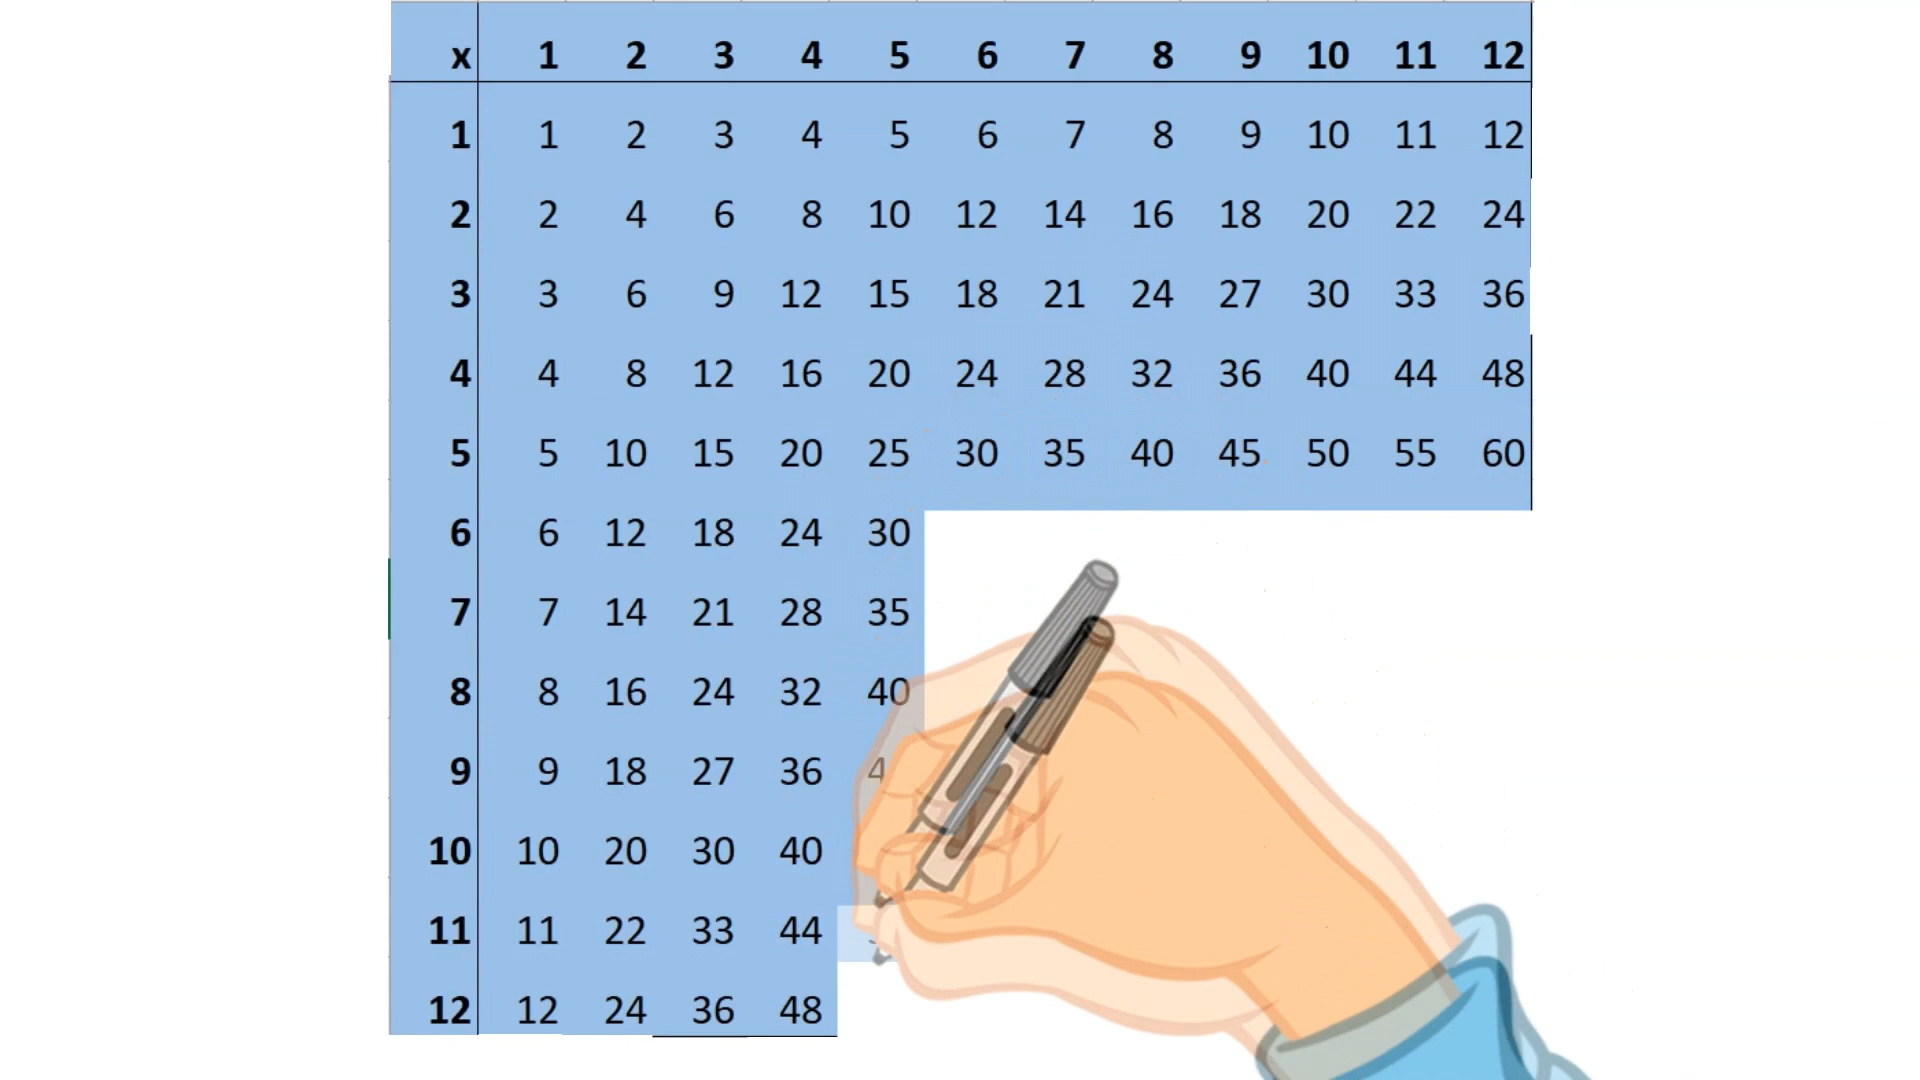 x 1 2 3 4 5 6 7 8 9 10 11 12
1 1 2 3 4 5 6 7 8 9 10 11 12
2 2 4 6 8 10 12 14 16 18 20 22 24
3 3 6 9 12 15 18 21 24 27 30 33 36
4 4 8 12 16 20 24 28 32 36 40 44 48
5 5 10 15 20 25 30 35 40 45 50 55 60
6 6 12 18 24 30
7 7 14 21 28 35
8 8 16 24 32 40
9 9 18 27 36 4
10 10 20 30 40
11 11 22 33 44
12 12 24 36 48